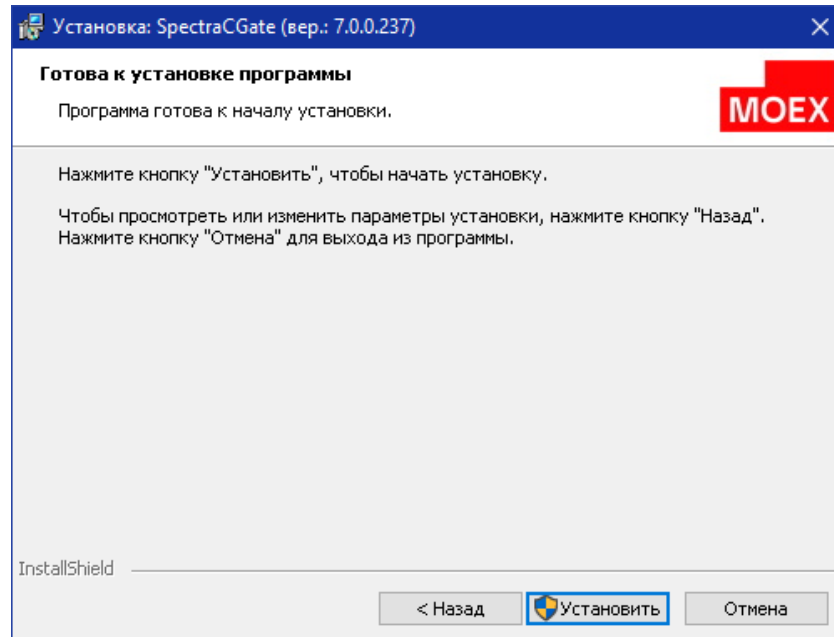 Установка: SpectraCGate (вер.: 7.0.0.237)
Готова к установке программы
Программа готова к началу установки.
MOEX
Нажмите кнопку "Установить", чтобы начать установку.
Чтобы просмотреть или изменить параметры установки, нажмите кнопку "Назад".
Нажмите кнопку "Отмена" для выхода из программы.
InstallShield
< Назад
Установить
Отмена